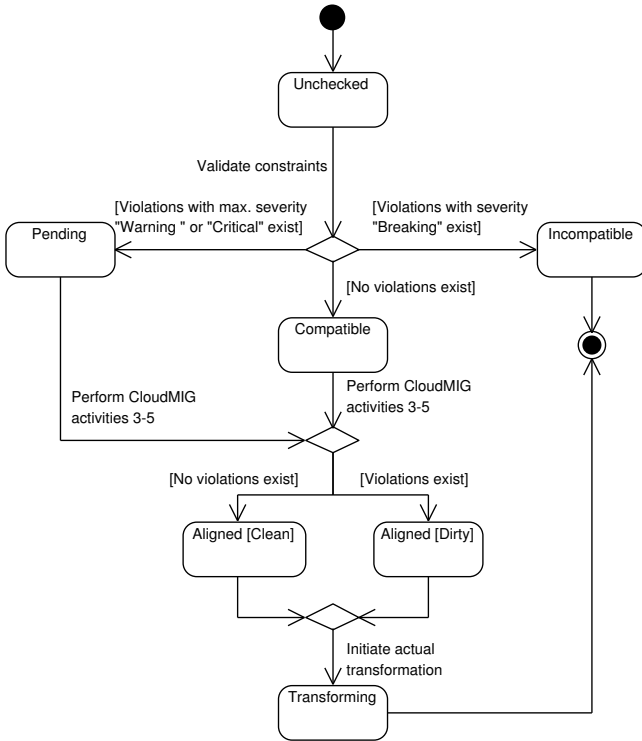 Unchecked
Validate constraints
[Violations with max. severity
"Warning " or "Critical" exist]
[Violations with severity
"Breaking" exist]
Pending
Incompatible
[No violations exist]
Compatible
Perform CloudMIG
activities 3-5
Perform CloudMIG
activities 3-5
[No violations exist]
[Violations exist]
Aligned [Clean]
Aligned [Dirty]
Initiate actual
transformation
Transforming